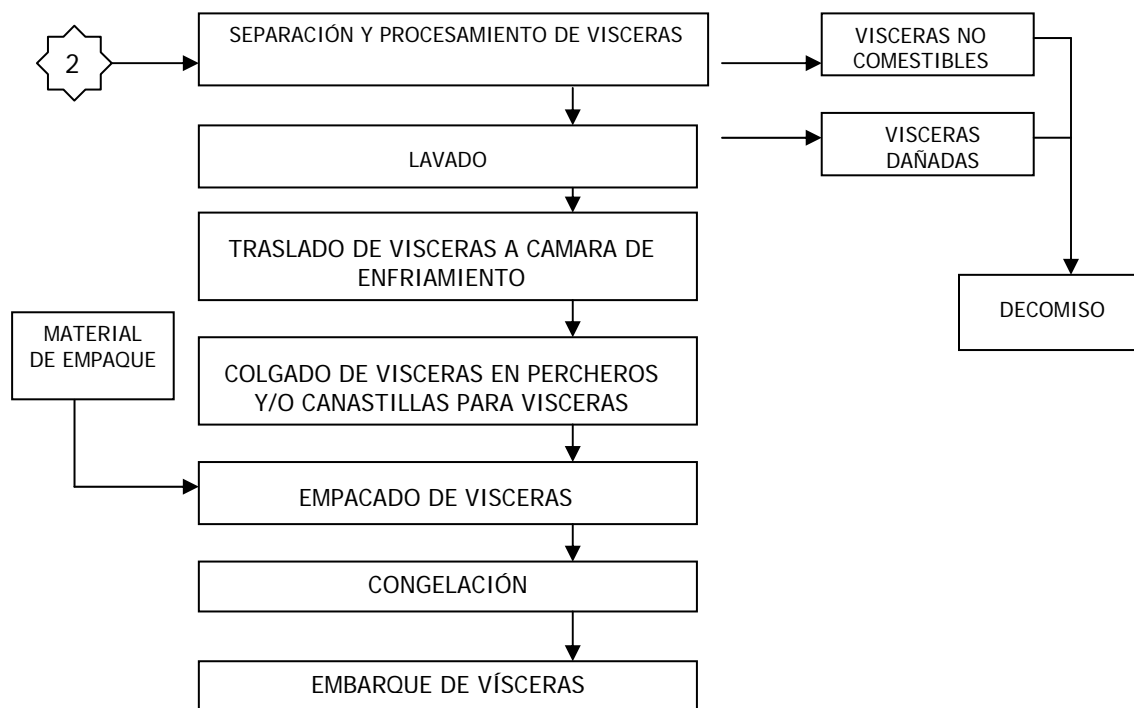 2
SEPARACIÓN Y PROCESAMIENTO DE VISCERAS
VISCERAS NO
COMESTIBLES
LAVADO
VISCERAS
DAÑADAS
TRASLADO DE VISCERAS A CAMARA DE
ENFRIAMIENTO
DECOMISO
MATERIAL
DE EMPAQUE
COLGADO DE VISCERAS EN PERCHEROS
Y/O CANASTILLAS PARA VISCERAS
EMPACADO DE VISCERAS
CONGELACIÓN
EMBARQUE DE VÍSCERAS